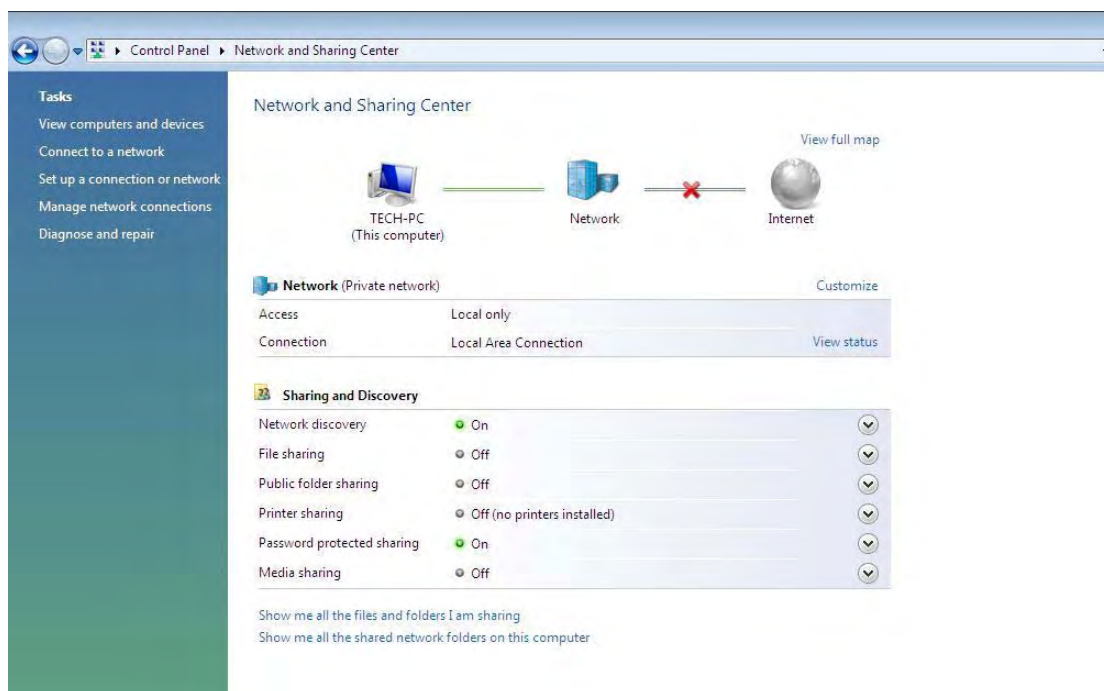 Control Panel
Network and Sharing Center
Tasks
View computers and devices
Connect to a network
Set up a connection or network
Manage network connections
Diagnose and repair
Network and Sharing Center
View full map
TECH-PC
(This computer)
Network
Internet
Network (Private network)
Customize
Access
Local only
Connection
Local Area Connection
View status
Sharing and Discovery
Network discovery
On
File sharing
Off
Public folder sharing
Off
Printer sharing
Off (no printers installed)
Password protected sharing
On
Media sharing
Off
Show me all the files and folders I am sharing
Show me all the shared network folders on this computer